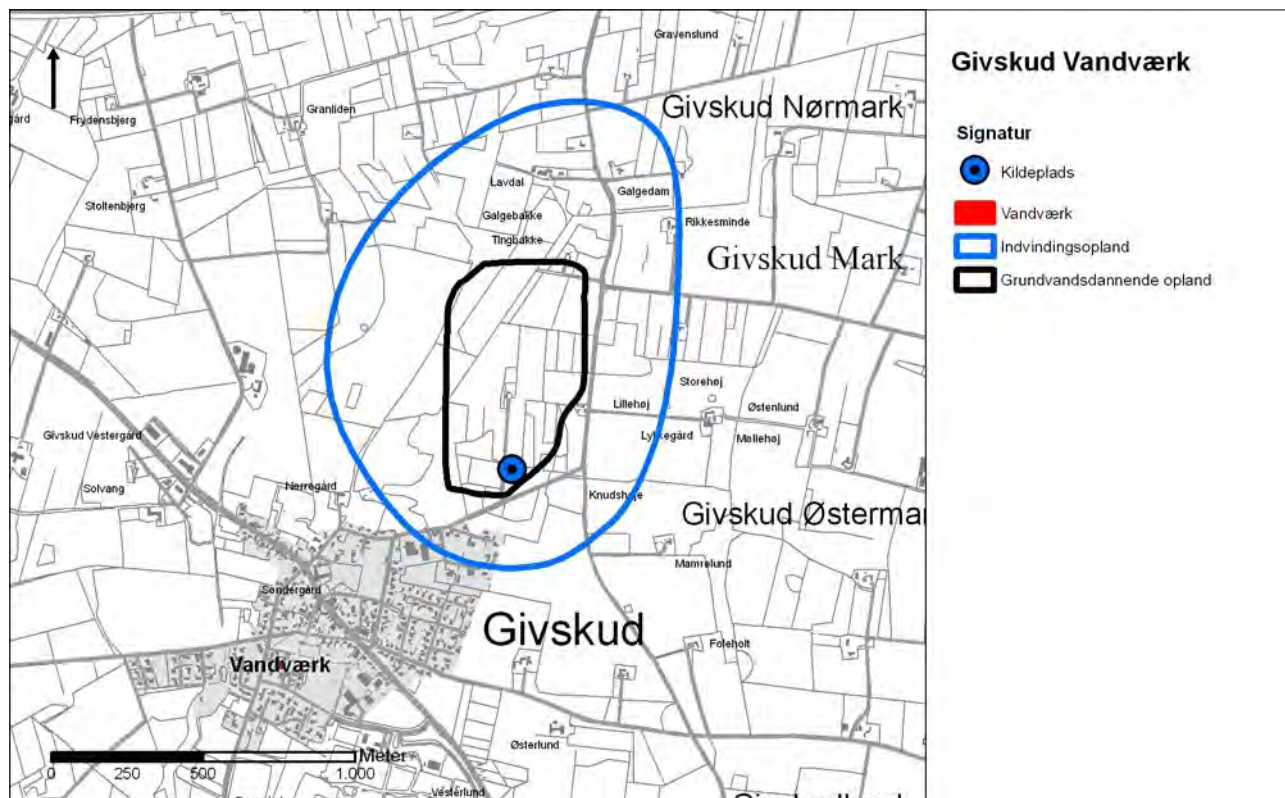 Gravenslund
Givskud Nørmark
Granliden
Frydensbjerg
gård
Lavdal
Galgedam
Stoltenbjerg
Galgebakke
Rikkesminde
Tingbakke
Givskud Mark
Storehøj
Lillehøj
Østenlund
Givskud Vestergård
Lykkegård
Møllehøj
Solvang
Nørregård
Knudshøje
Givskud Østermar
Mamrelund
Søndergård
Givskud
Foleholt
Vandværk
Østerlund
Meter
0 250 500 1.000
Vesterlund
Givskud Vandværk
Signatur
Kildeplads
Vandværk
Indvindingsopland
Grundvandsdannende opland